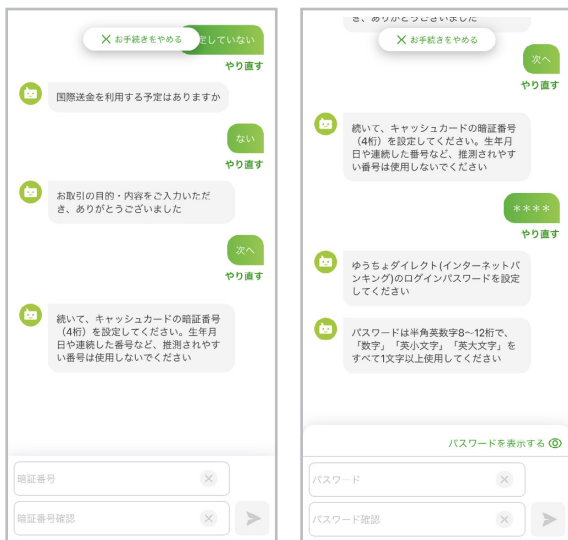 お手続きをやめる
定していない
やり直す
国際送金を利用する予定はありますか
ない
やり直す
お取引の目的・内容をご入力いただ
き、ありがとうございました
次へ
やり直す
続いて、キャッシュカードの暗証番号
（4桁）を設定してください。生年月
日や連続した番号など、推測されやす
い番号は使用しないでください
暗証番号
暗証番号確認
き、ありがとうございました
お手続きをやめる
次へ
やり直す
続いて、キャッシュカードの暗証番号
（4桁）を設定してください。生年月
日や連続した番号など、推測されやす
い番号は使用しないでください
****
やり直す
ゆうちょダイレクト(インターネットバ
ンキング)のログインパスワードを設定
してください
パスワードは半角英数字8〜12桁で、
「数字」「英小文字」「英大文字」を
すべて1文字以上使用してください
パスワードを表示する
パスワード
パスワード確認